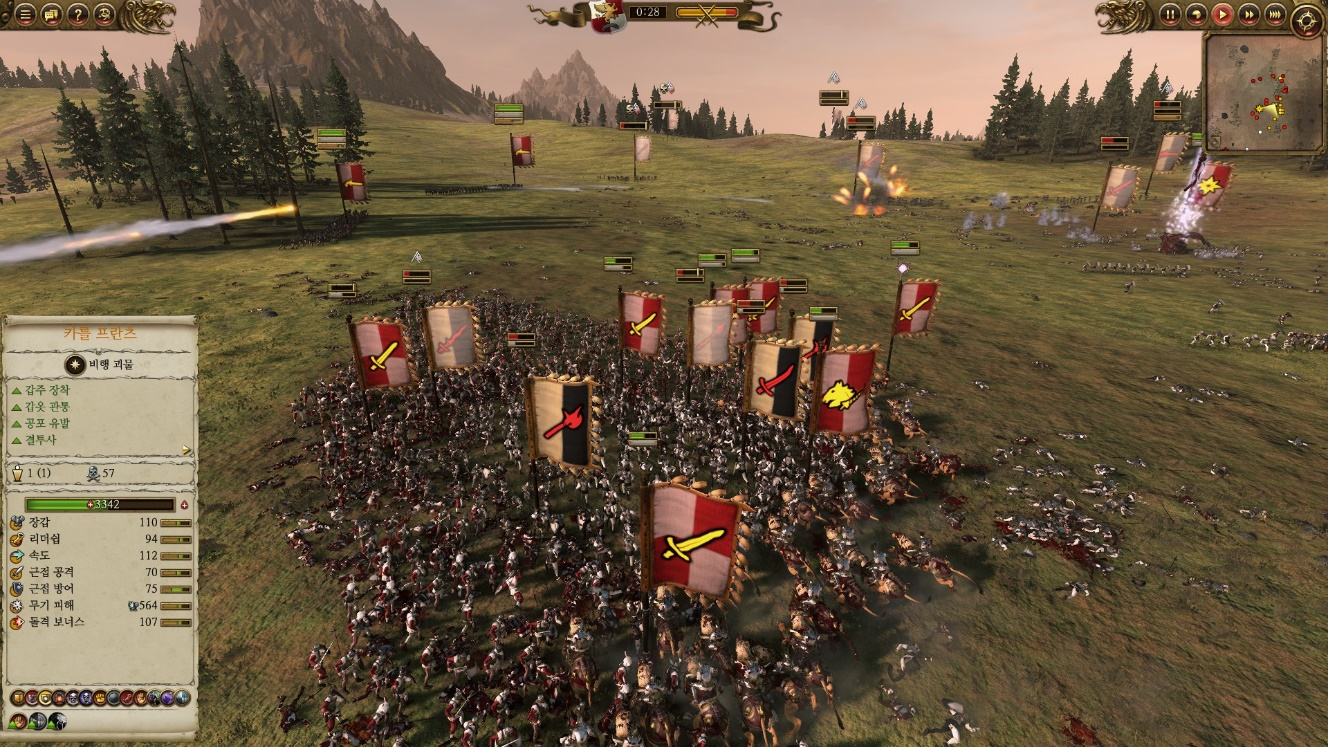 0:28
카를 프란츠
비행 괴물
갑주 장착
갑옷 관통
공포 유발
결투사
1 (1) 57
3342
장갑 110
리더쉽 94
속도 112
근접 공격 70
근접 방어 75
무기 피해 564
돌격 보너스 107